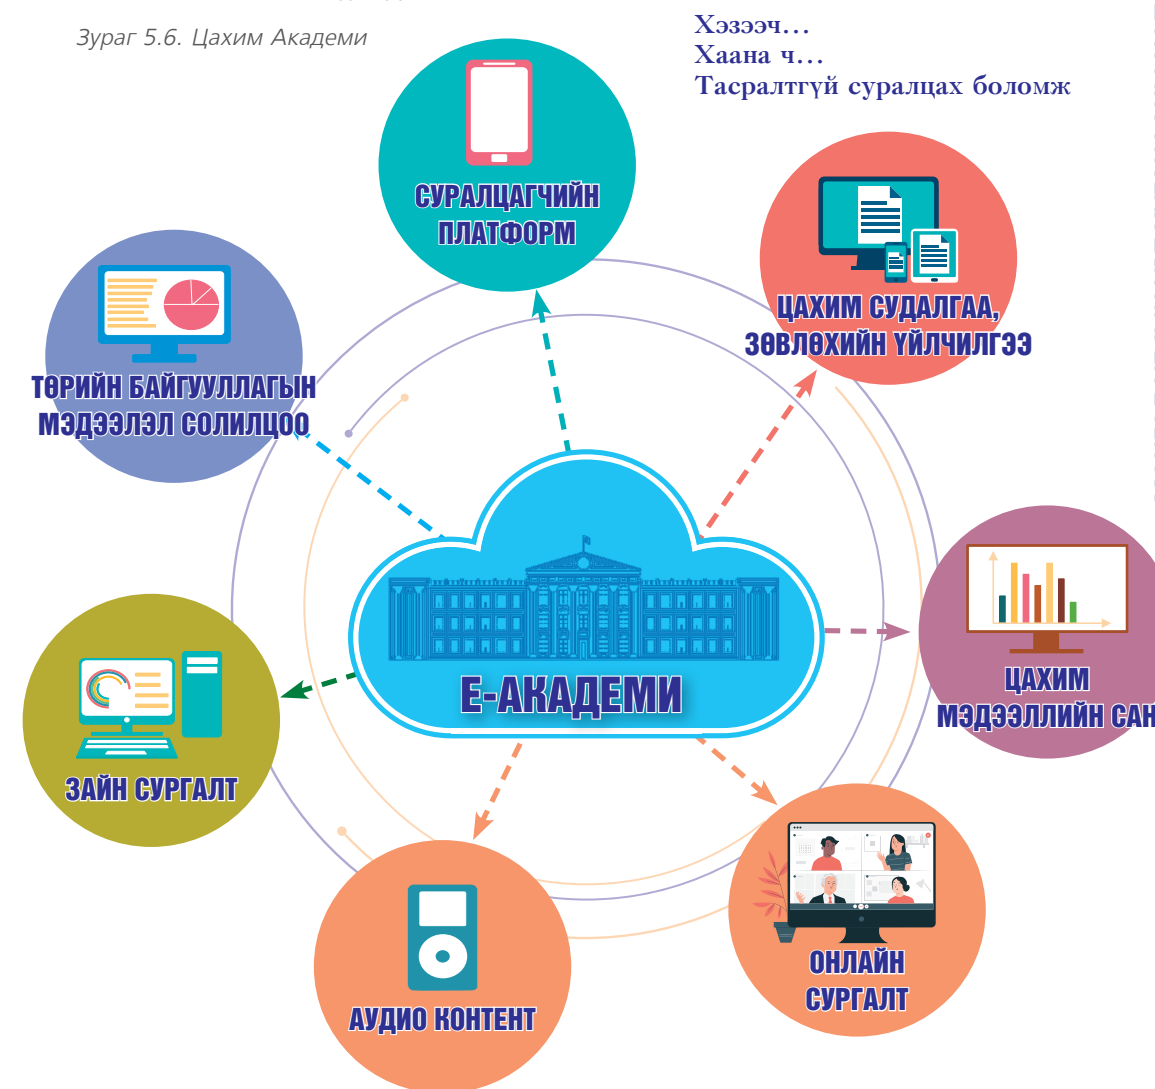 Зураг 5.6. Цахим Академи
Хэзээч...
Хаана ч...
Тасралтгүй суралцах боломж
СУРАЛЦАГЧИЙН
ПЛАТФОРМ
ЦАХИМ СУДАЛГАА,
ЗӨВЛӨХИЙН ҮЙЛЧИЛГЭЭ
ТӨРИЙН БАЙГУУЛЛАГЫН
МЭДЭЭЛЭЛ СОЛИЛЦОО
Е-АКАДЕМИ
ЦАХИМ
МЭДЭЭЛЛИЙН САН
ЗАЙН СУРГАЛТ
ОНЛАЙН
СУРГАЛТ
АУДИО КОНТЕНТ